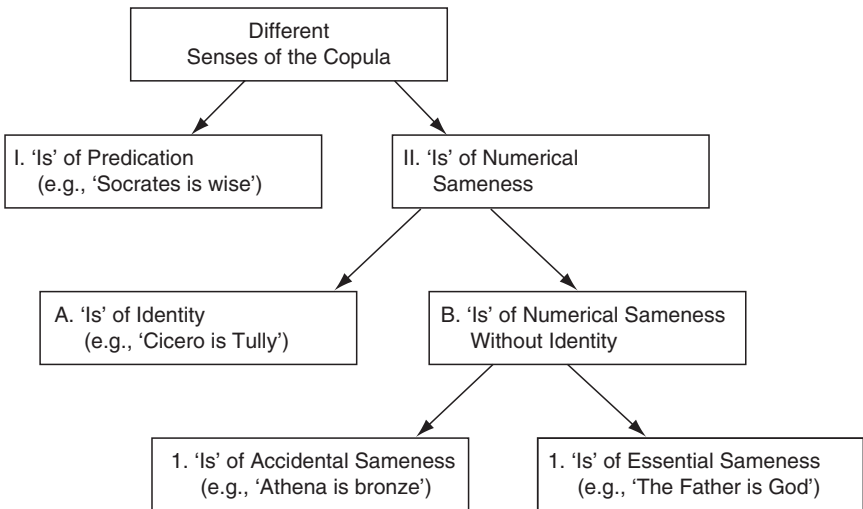 Different
Senses of the Copula
I. ‘Is’ of Predication
(e.g., ‘Socrates is wise’)
II. ‘Is’ of Numerical
Sameness
A. ‘Is’ of Identity
(e.g., ‘Cicero is Tully’)
B. ‘Is’ of Numerical Sameness
Without Identity
1. ‘Is’ of Accidental Sameness
(e.g., ‘Athena is bronze’)
1. ‘Is’ of Essential Sameness
(e.g., ‘The Father is God’)